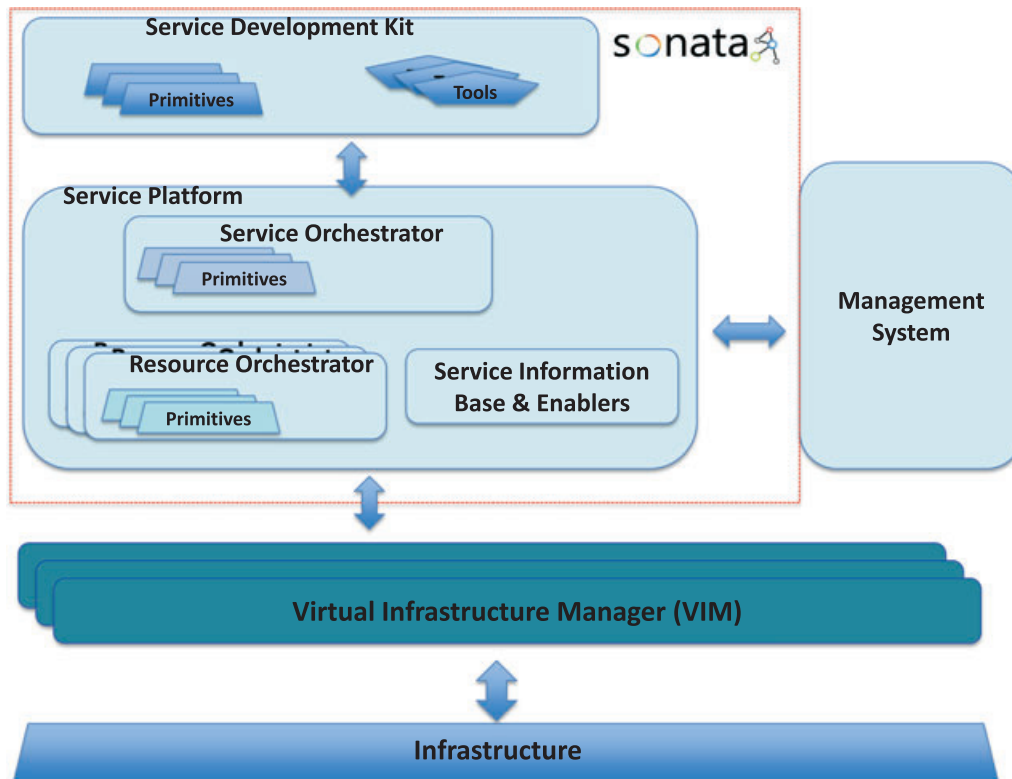 Service Development Kit
sonata
Primitives
Tools
Service Platform
Service Orchestrator
Primitives
Resource Orchestrator
Primitives
Service Information
Base & Enablers
Management
System
Virtual Infrastructure Manager (VIM)
Infrastructure